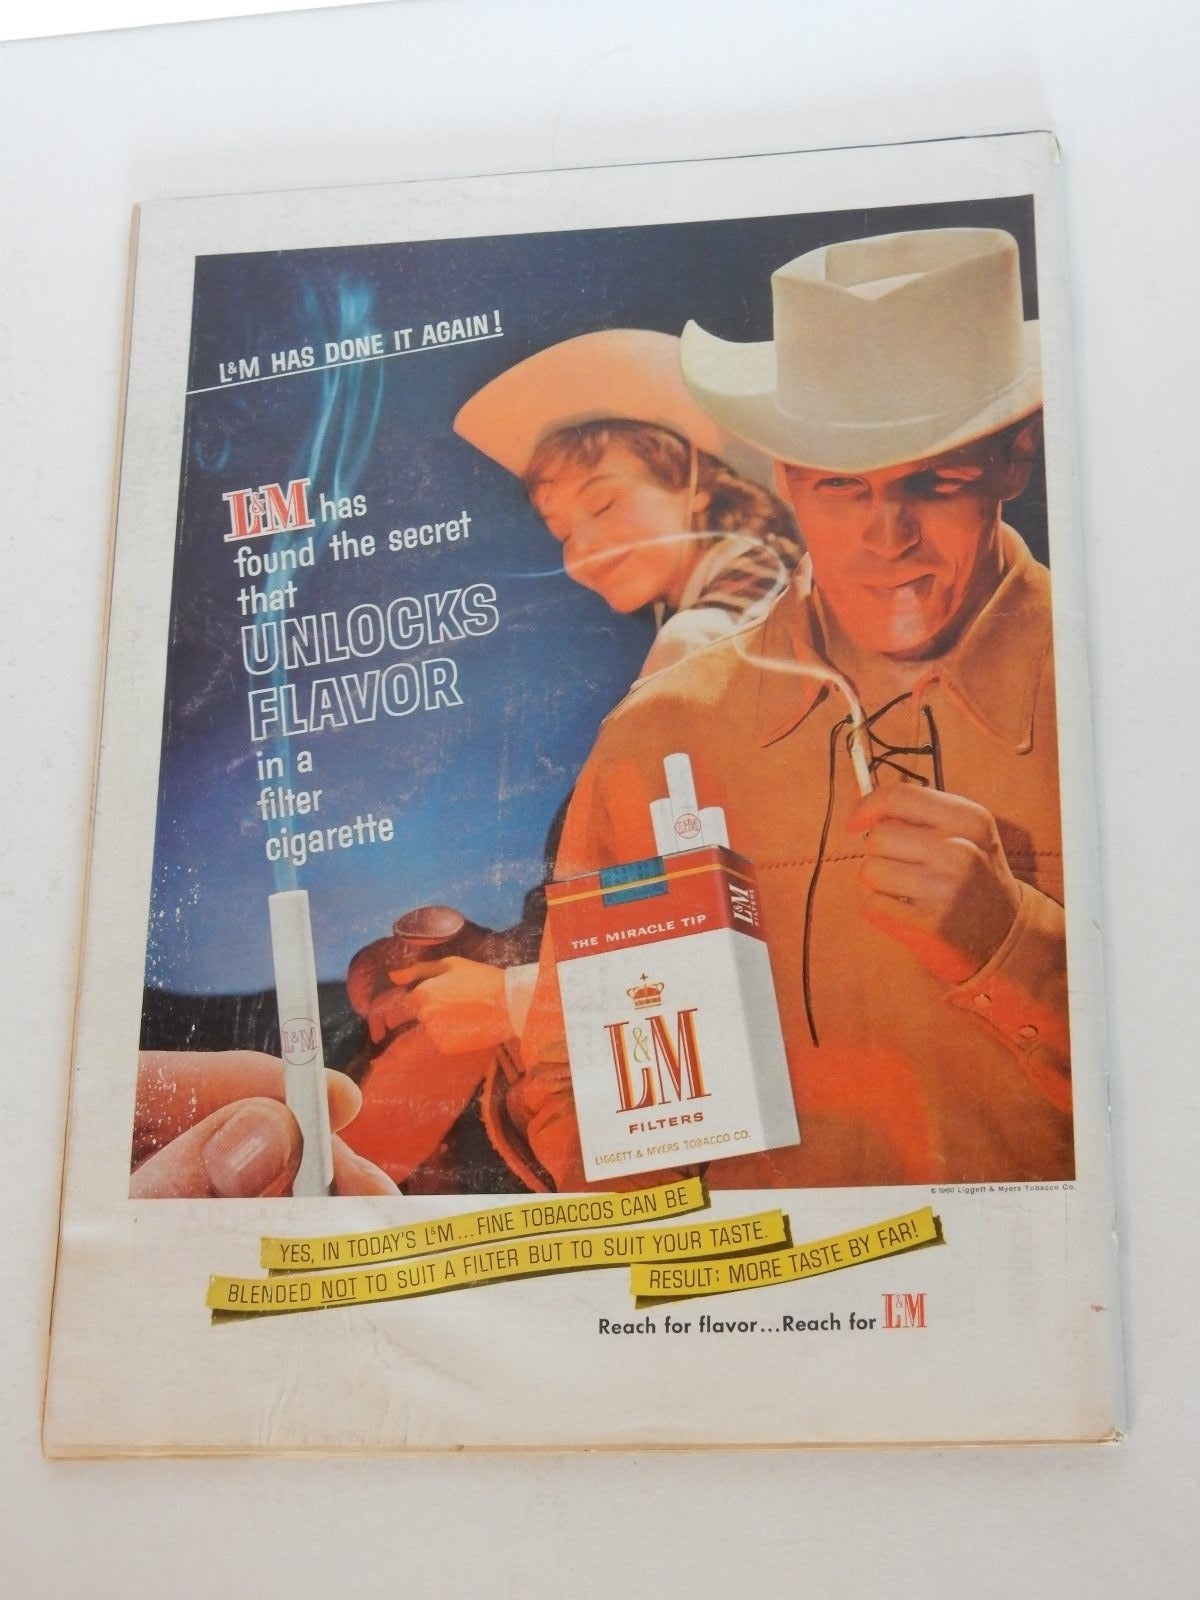 L&M HAS DONE IT AGAIN!
L&M has
found the secret
that
UNLOCKS
FLAVOR
in a
filter
cigarette
L&M
L&M
THE MIRACLE TIP
L&M
FILTERS
L&M
FILTERS
LIGGETT & MYERS TOBACCO CO.
©1960 Liggett & Myers Tobacco Co.
YES, IN TODAY'S L&M...FINE TOBACCOS CAN BE
BLENDED NOT TO SUIT A FILTER BUT TO SUIT YOUR TASTE.
RESULT: MORE TASTE BY FAR!
Reach for flavor...Reach for L&M